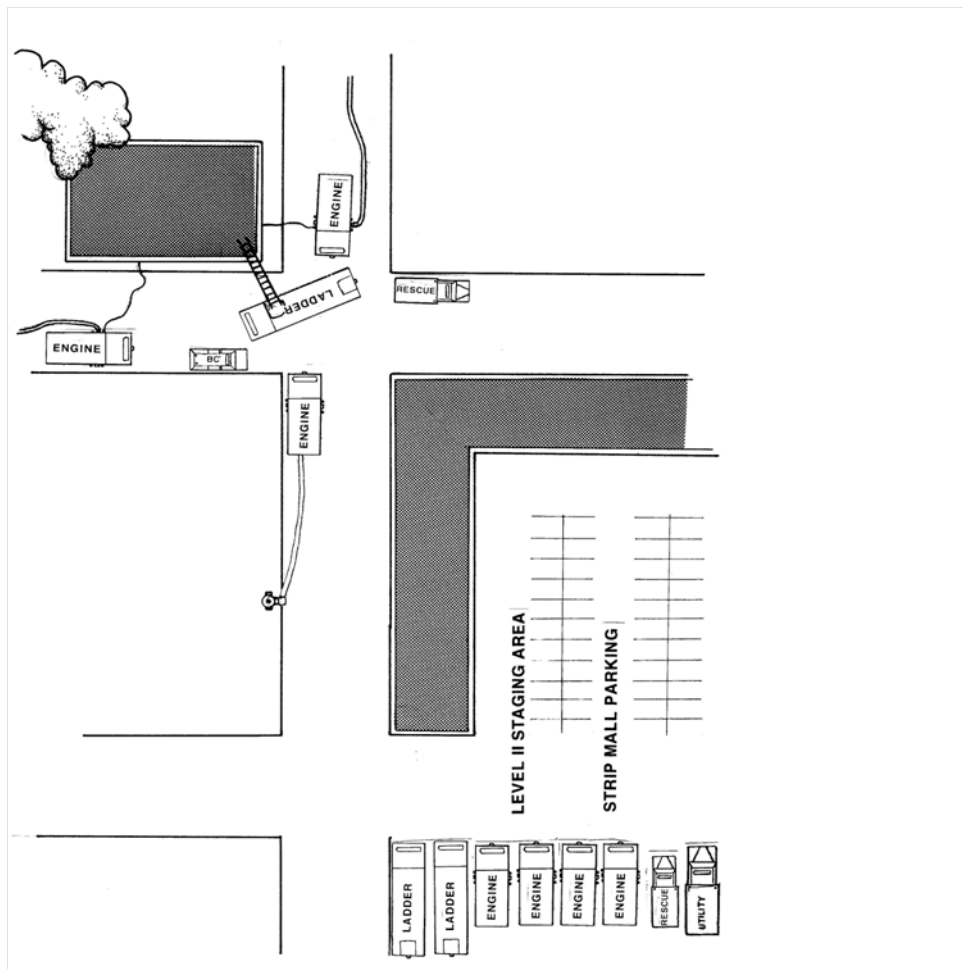 ENGINE
LADDER
RESCUE
ENGINE
BC
ENGINE
LEVEL II STAGING AREA
STRIP MALL PARKING
LADDER
LADDER
ENGINE
ENGINE
ENGINE
ENGINE
RESCUE
UTILITY